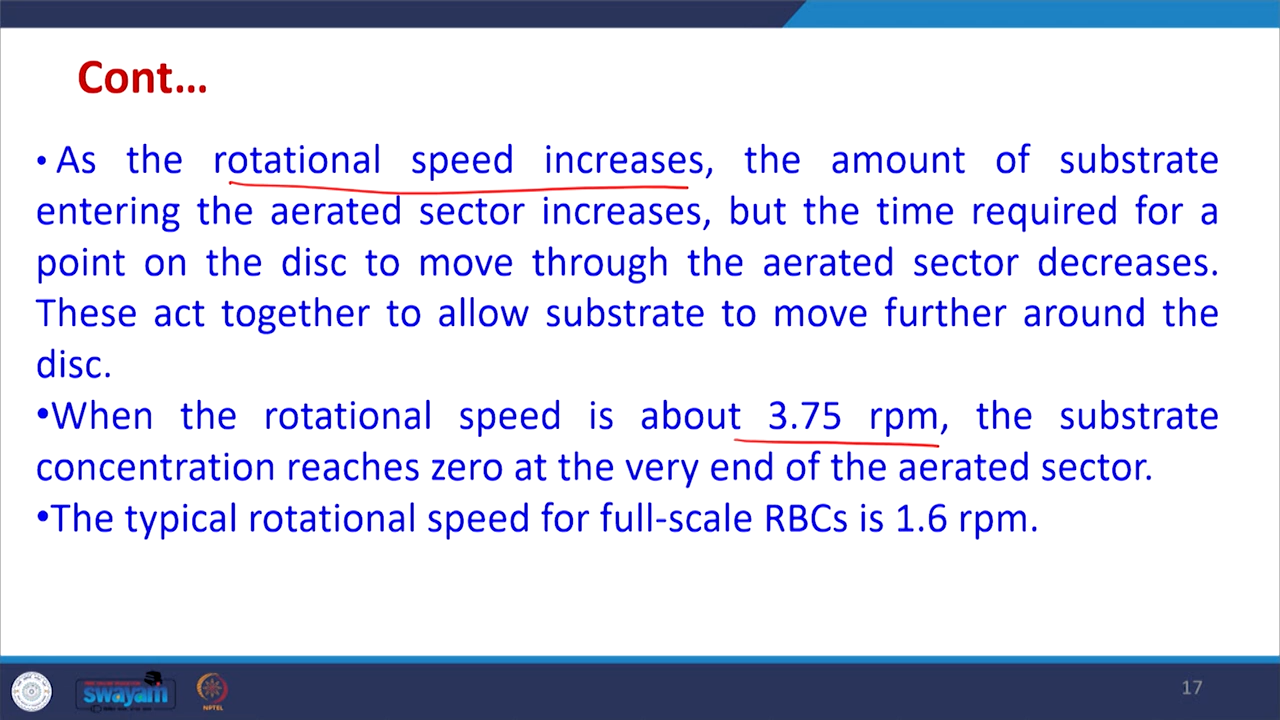 Cont…
• As the rotational speed increases, the amount of substrate
entering the aerated sector increases, but the time required for a
point on the disc to move through the aerated sector decreases.
These act together to allow substrate to move further around the
disc.
•When the rotational speed is about 3.75 rpm, the substrate
concentration reaches zero at the very end of the aerated sector.
•The typical rotational speed for full-scale RBCs is 1.6 rpm.
swayam
NPTEL
17